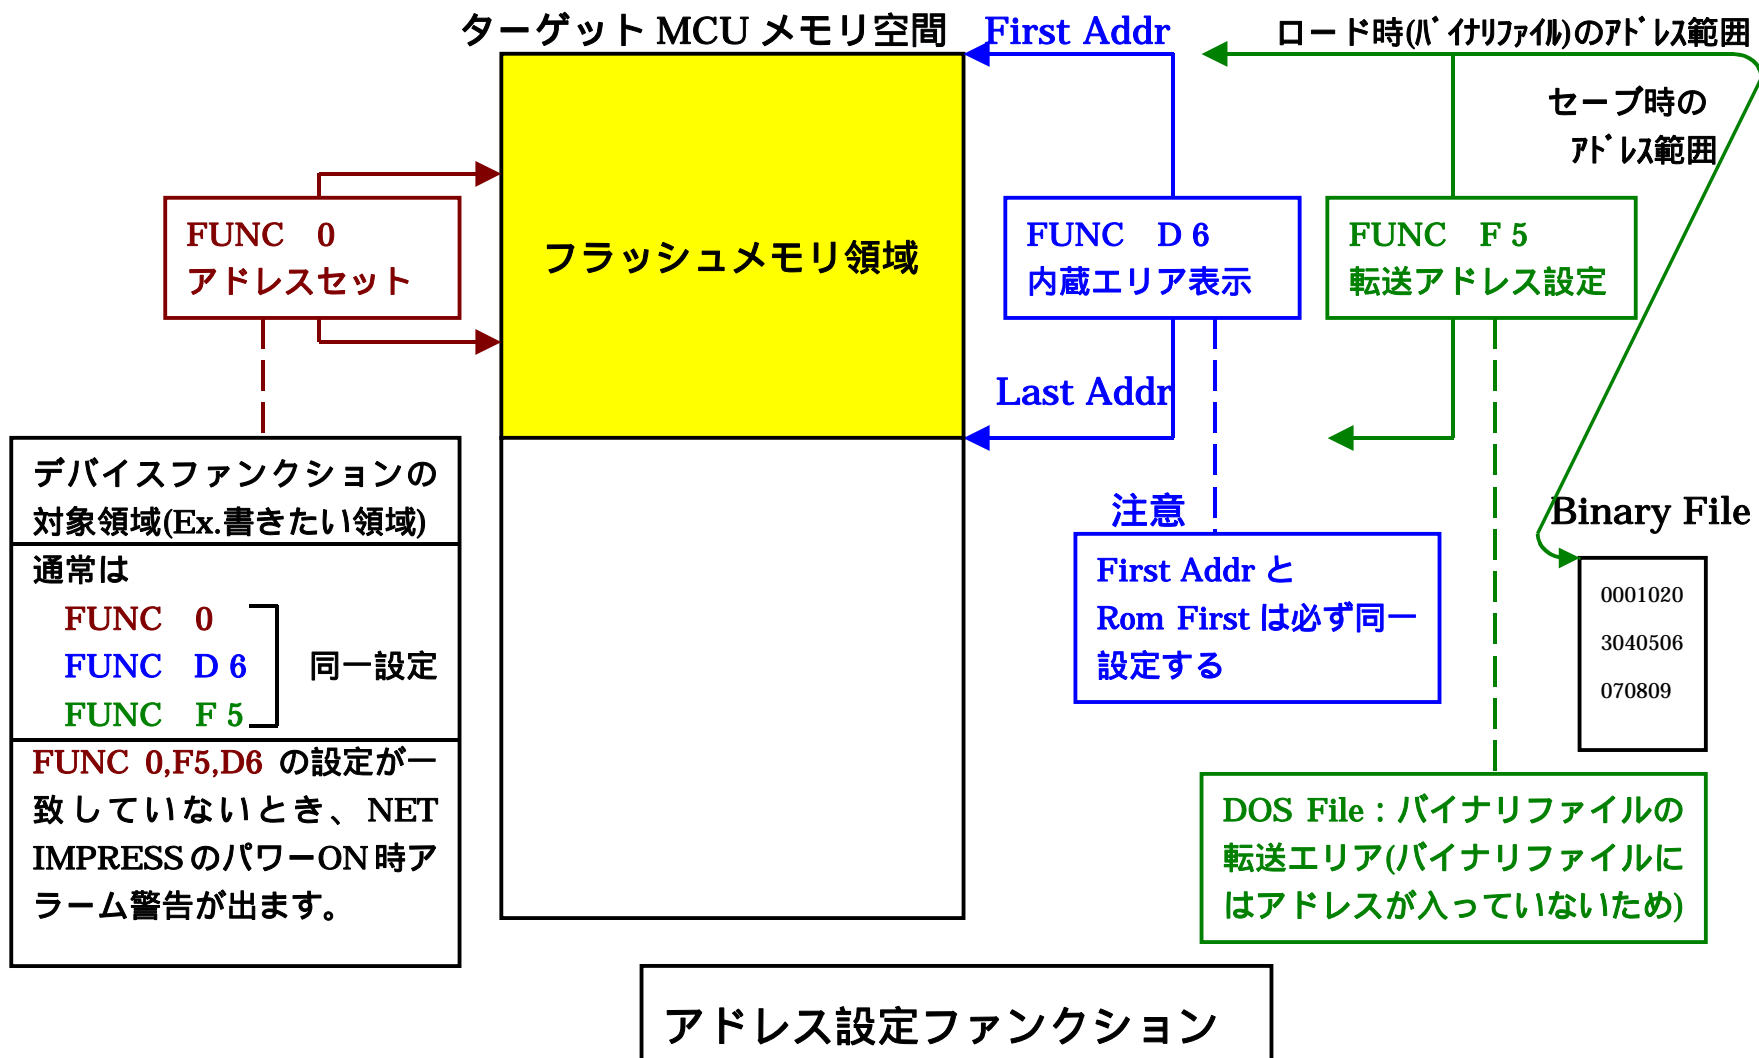 ターゲット MCU メモリ空間
First Addr
ロード時(ﾊﾞｲﾅﾘﾌｧｲﾙ)のｱﾄﾞﾚｽ範囲
セーブ時の
ｱﾄﾞﾚｽ範囲
FUNC 0
アドレスセット
フラッシュメモリ領域
FUNC D 6
内蔵エリア表示
FUNC F 5
転送アドレス設定
Last Addr
デバイスファンクションの
対象領域(Ex.書きたい領域)
通常は
FUNC 0
FUNC D 6
FUNC F 5
同一設定
FUNC 0,F5,D6 の設定が一
致していないとき、NET
IMPRESS のパワーON 時ア
ラーム警告が出ます。
注意
First Addr と
Rom First は必ず同一
設定する
Binary File
0001020
3040506
070809
DOS File : バイナリファイルの
転送エリア(バイナリファイルに
はアドレスが入っていないため)
アドレス設定ファンクション